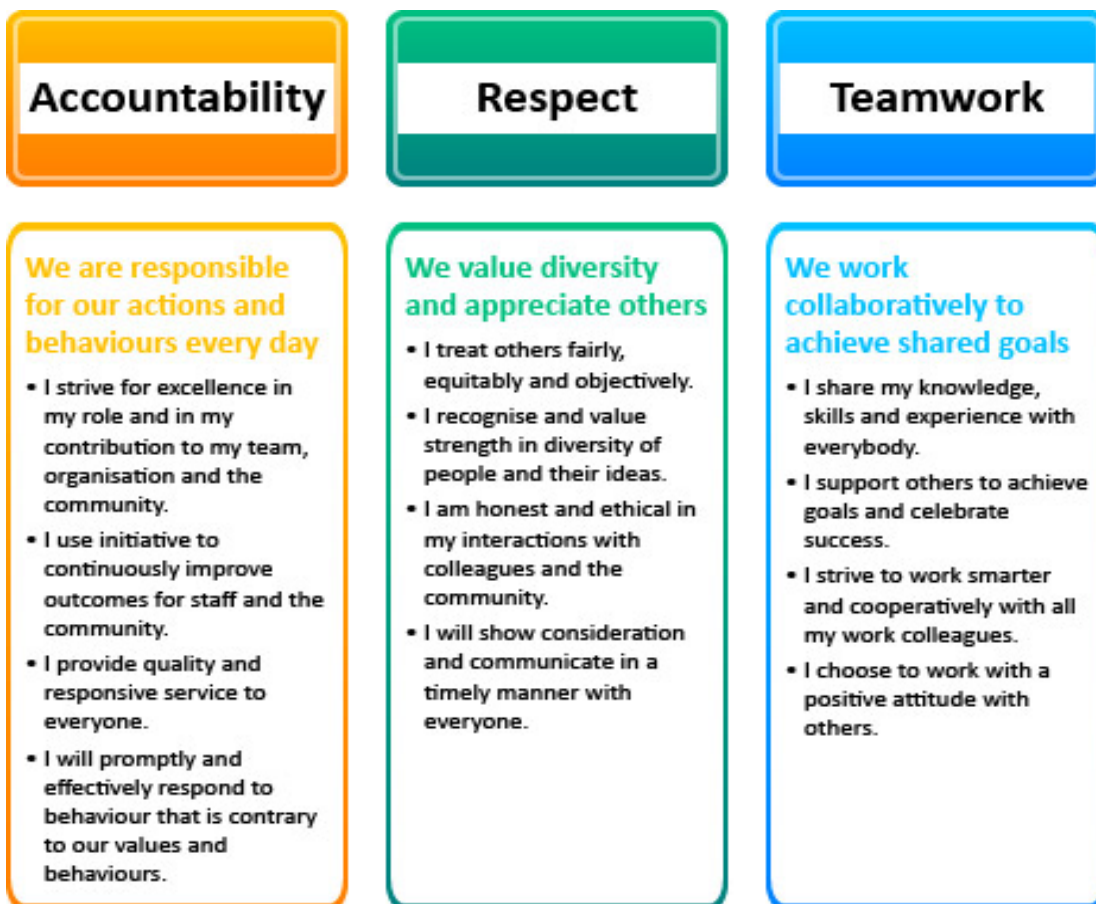 Accountability
We are responsible
for our actions and
behaviours every day
• I strive for excellence in
my role and in my
contribution to my team,
organisation and the
community.
• I use initiative to
continuously improve
outcomes for staff and the
community.
• I provide quality and
responsive service to
everyone.
• I will promptly and
effectively respond to
behaviour that is contrary
to our values and
behaviours.
Respect
We value diversity
and appreciate others
• I treat others fairly,
equitably and objectively.
• I recognise and value
strength in diversity of
people and their ideas.
• I am honest and ethical in
my interactions with
colleagues and the
community.
• I will show consideration
and communicate in a
timely manner with
everyone.
Teamwork
We work
collaboratively to
achieve shared goals
• I share my knowledge,
skills and experience with
everybody.
• I support others to achieve
goals and celebrate
success.
• I strive to work smarter
and cooperatively with all
my work colleagues.
• I choose to work with a
positive attitude with
others.